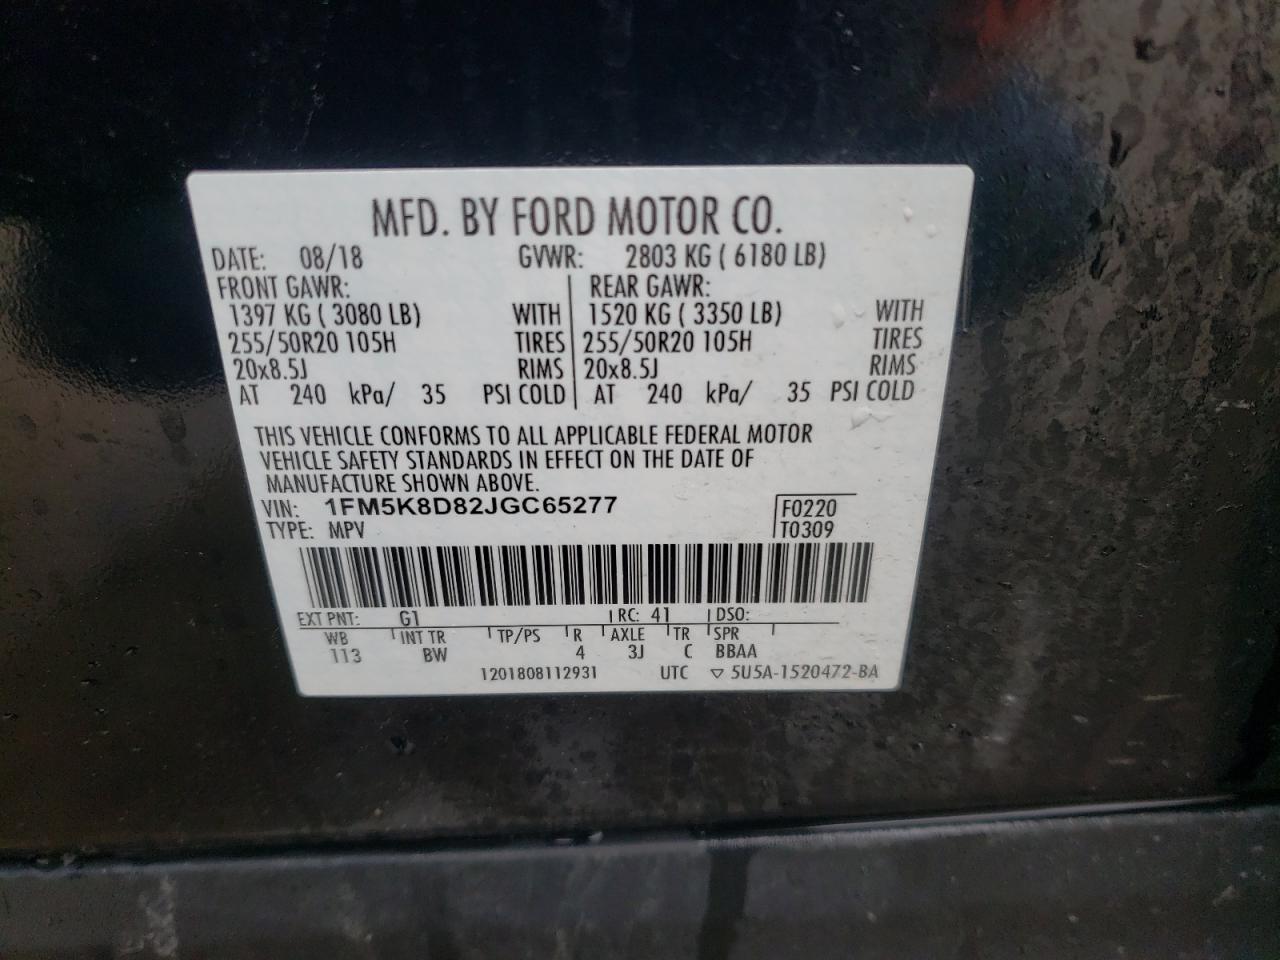 MFD. BY FORD MOTOR CO.
DATE: 08/18 GVWR: 2803 KG ( 6180 LB)
FRONT GAWR: REAR GAWR:
1397 KG ( 3080 LB) WITH 1520 KG ( 3350 LB) WITH
255/50R20 105H TIRES 255/50R20 105H TIRES
20x8.5J RIMS 20x8.5J RIMS
AT 240 kPa/ 35 PSI COLD AT 240 kPa/ 35 PSI COLD
THIS VEHICLE CONFORMS TO ALL APPLICABLE FEDERAL MOTOR
VEHICLE SAFETY STANDARDS IN EFFECT ON THE DATE OF
MANUFACTURE SHOWN ABOVE.
VIN: 1FM5K8D82JGC65277 F0220
TYPE: MPV T0309
EXT PNT: G1 RC: 41 DSO:
WB INT TR TP/PS R AXLE TR SPR
113 BW 4 3J C BBAA
1201808112931 UTC ▽ 5U5A-1520472-BA